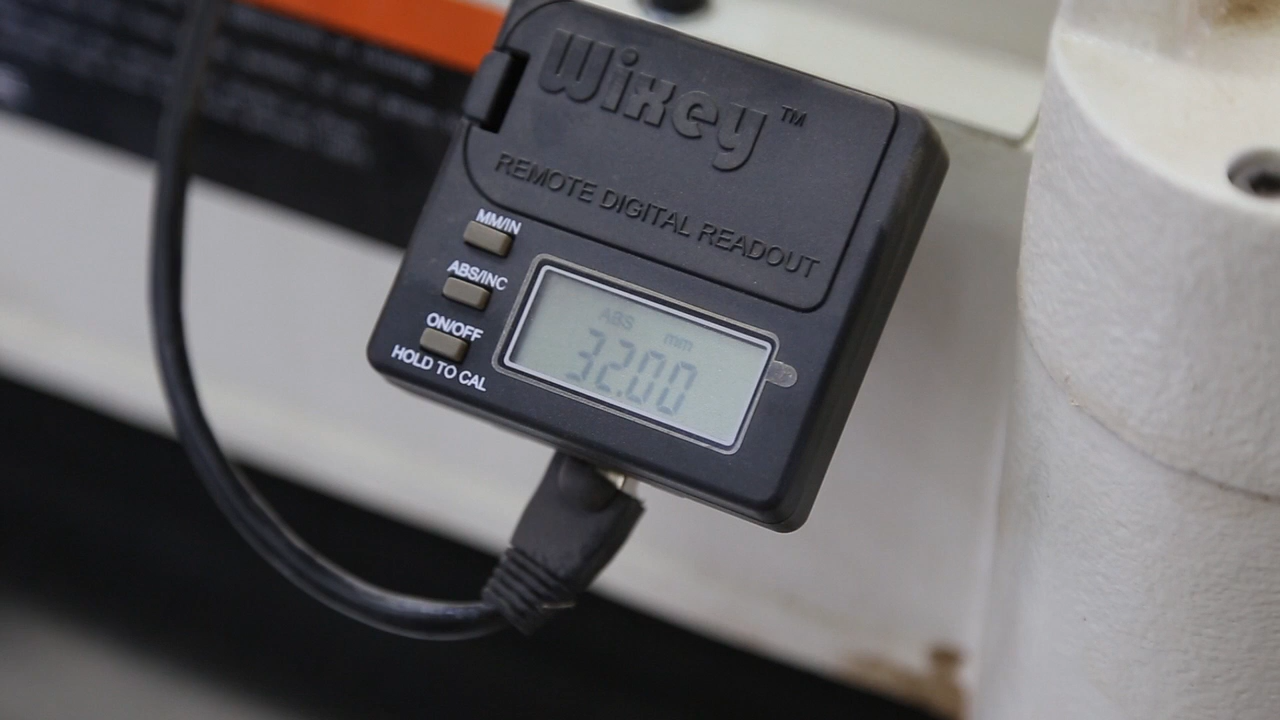 Wixey™
REMOTE DIGITAL READOUT
MM/IN
ABS/INC
ON/OFF
HOLD TO CAL
ABS
mm
32.00